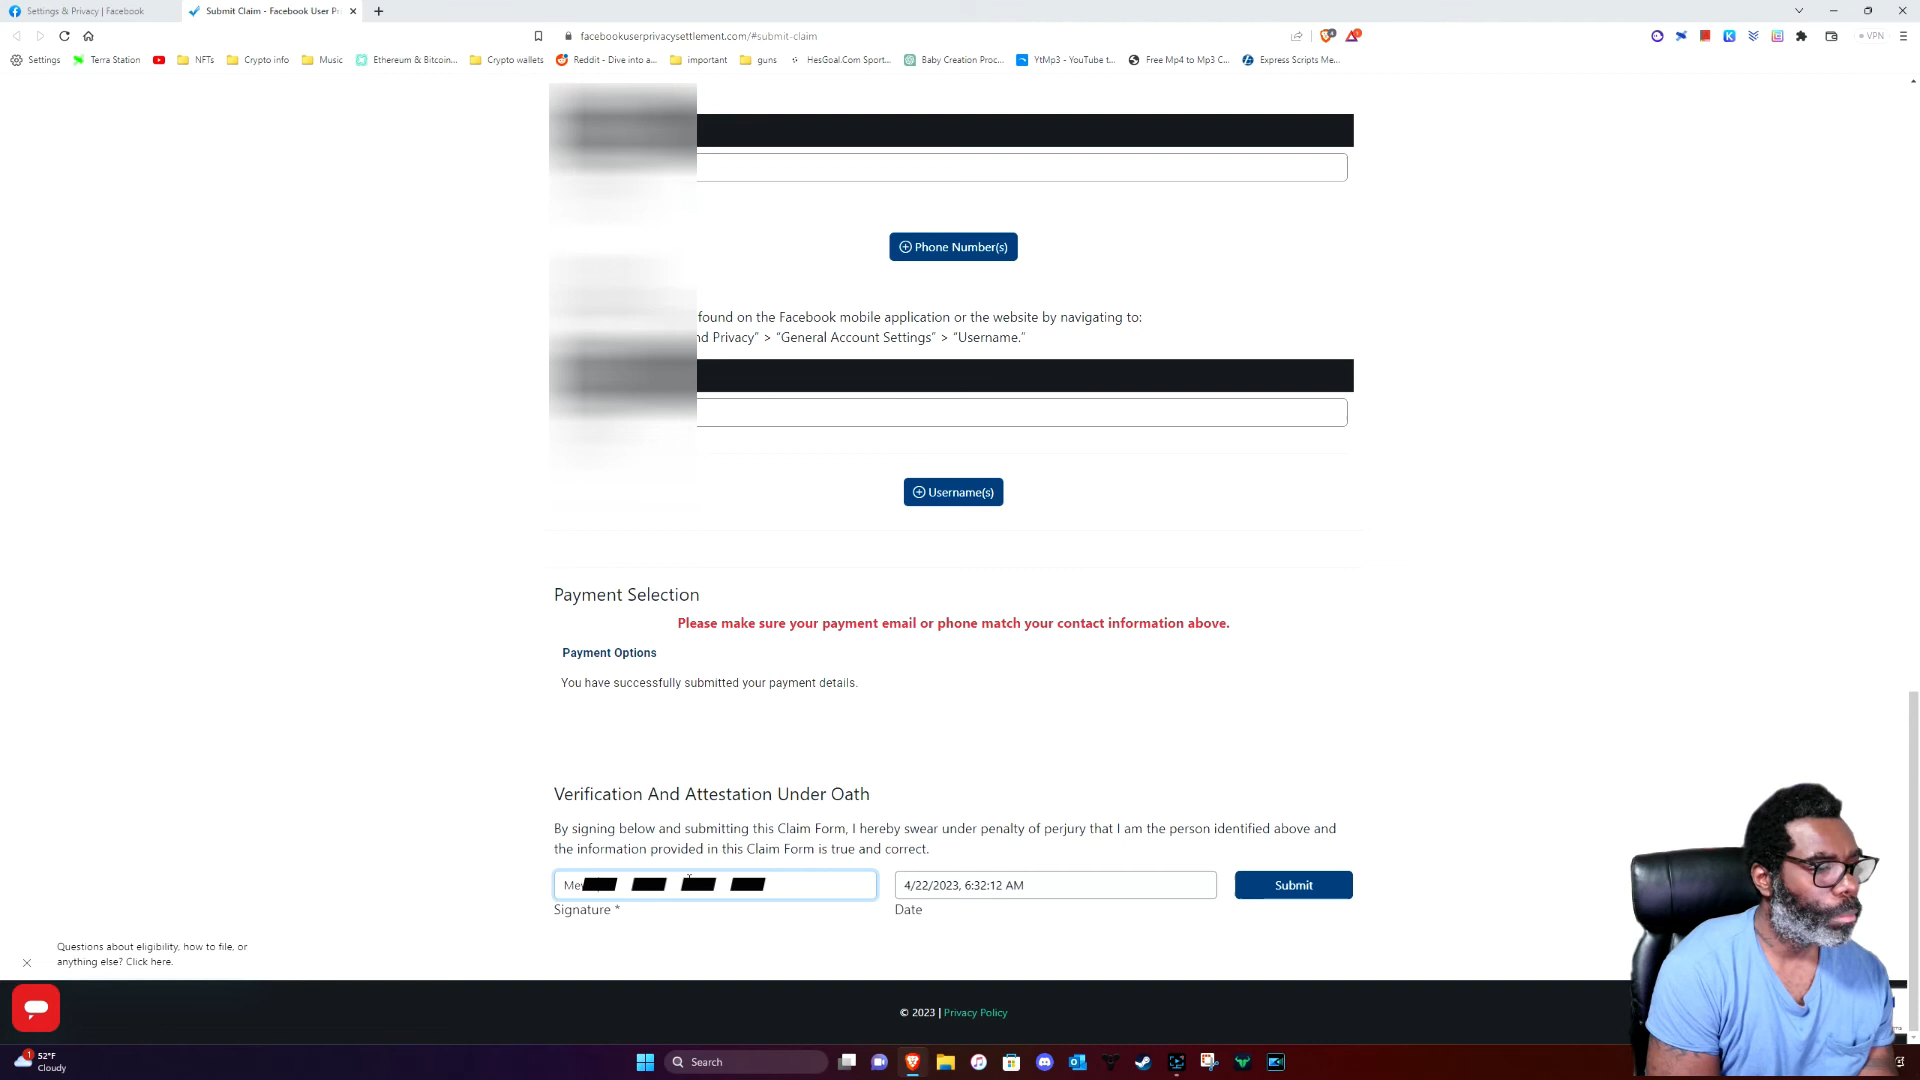 Settings & Privacy | Facebook
Submit Claim - Facebook User Pr
facebookuserprivacysettlement.com/#submit-claim
VPN
Settings
Terra Station
NFTs
Crypto info
Music
Ethereum & Bitcoin...
Crypto wallets
Reddit - Dive into a...
important
guns
HesGoal.Com Sport...
Baby Creation Proc...
YtMp3 - YouTube t...
Free Mp4 to Mp3 C...
Express Scripts Me...
Phone Number(s)
found on the Facebook mobile application or the website by navigating to:
nd Privacy” > “General Account Settings” > “Username.”
Username(s)
Payment Selection
Please make sure your payment email or phone match your contact information above.
Payment Options
You have successfully submitted your payment details.
Verification And Attestation Under Oath
By signing below and submitting this Claim Form, I hereby swear under penalty of perjury that I am the person identified above and
the information provided in this Claim Form is true and correct.
4/22/2023, 6:32:12 AM
Submit
Signature *
Date
Questions about eligibility, how to file, or
anything else? Click here.
© 2023 | Privacy Policy
1
52°F
Cloudy
Search